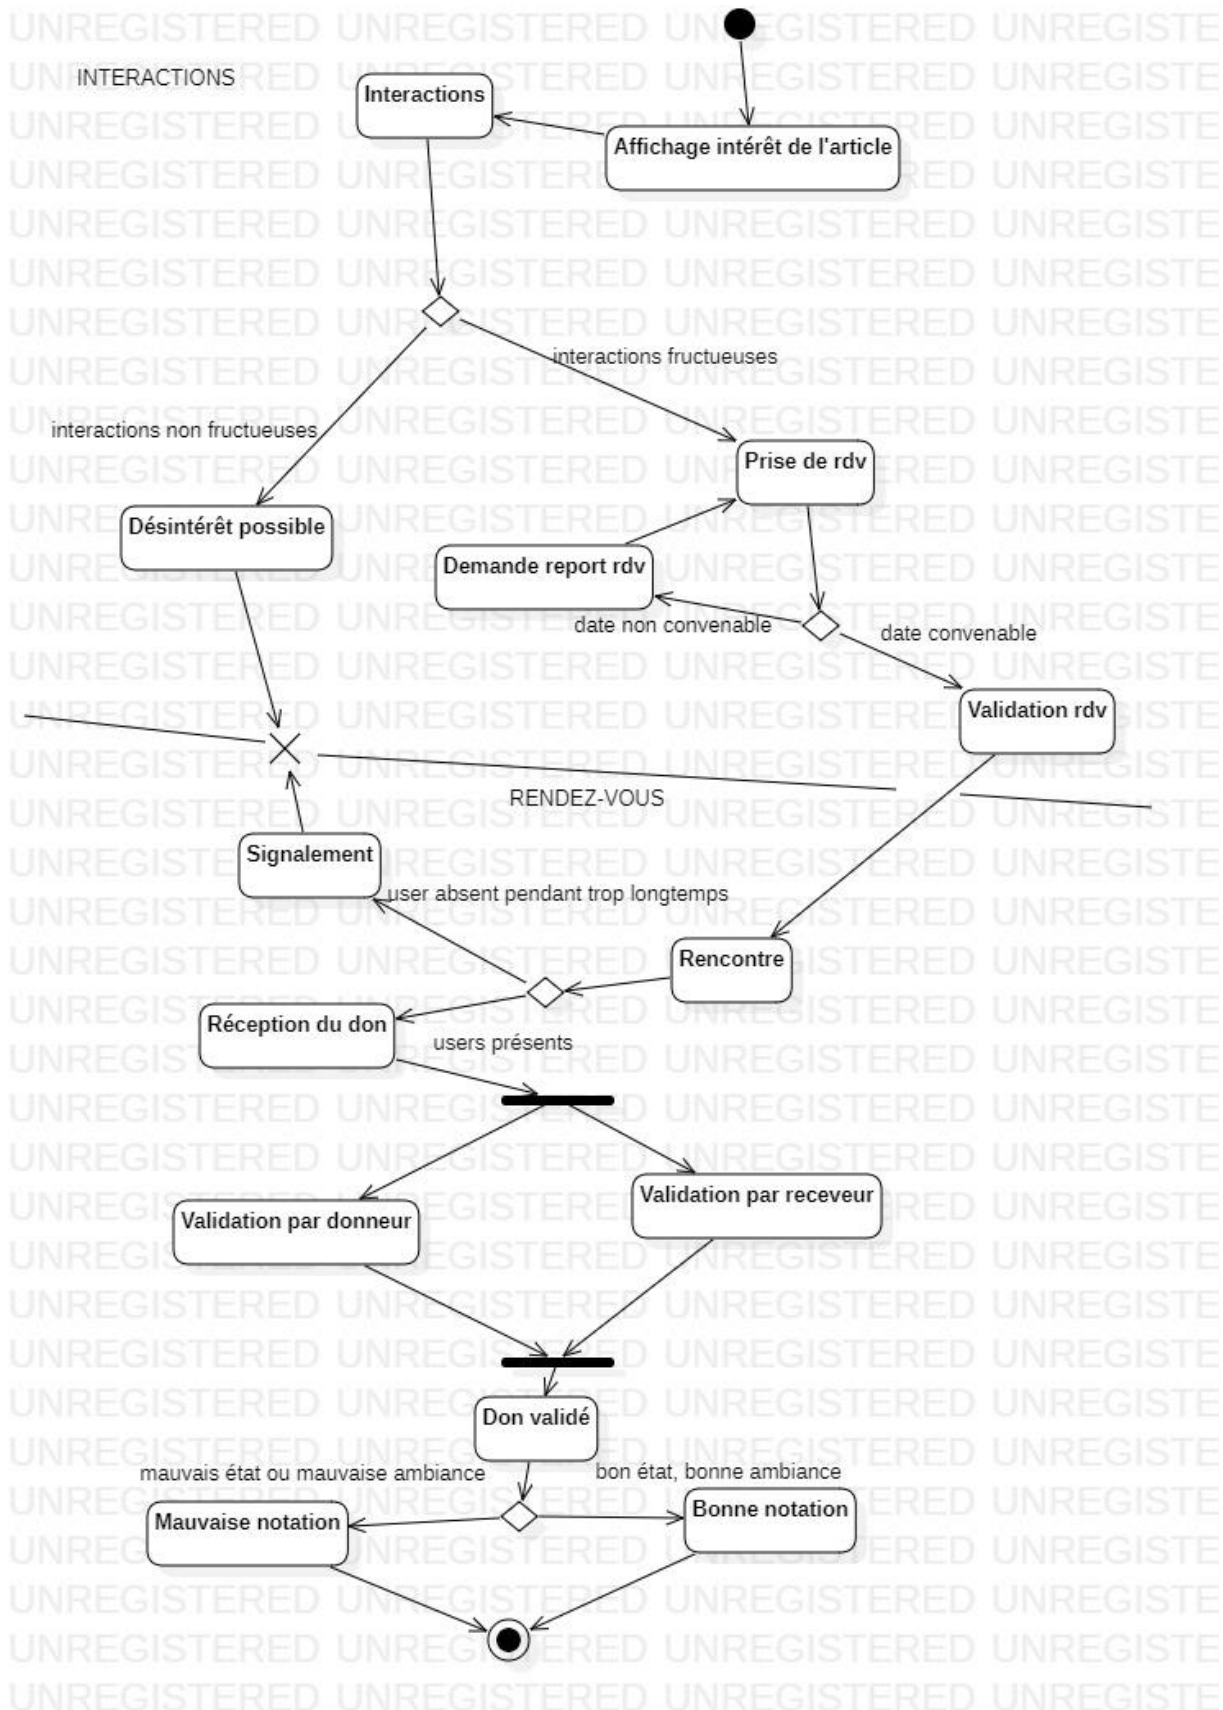 INTERACTIONS
Interactions
Affichage intérêt de l'article
interactions fructueuses
interactions non fructueuses
Prise de rdv
Désintérêt possible
Demande report rdv
date non convenable
date convenable
Validation rdv
RENDEZ-VOUS
Signalement
user absent pendant trop longtemps
Rencontre
Réception du don
users présents
Validation par receveur
Validation par donneur
Don validé
mauvais état ou mauvaise ambiance
bon état, bonne ambiance
Mauvaise notation
Bonne notation
UNREGISTERED